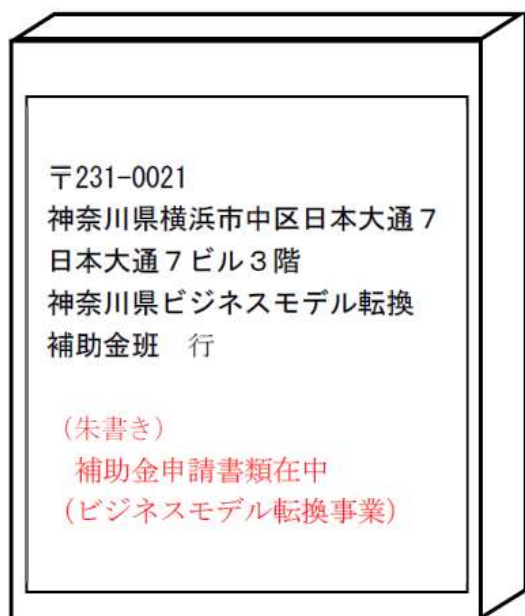 〒231-0021
神奈川県横浜市中区日本大通７
日本大通７ビル３階
神奈川県ビジネスモデル転換
補助金班　行
（朱書き）
補助金申請書類在中
（ビジネスモデル転換事業）